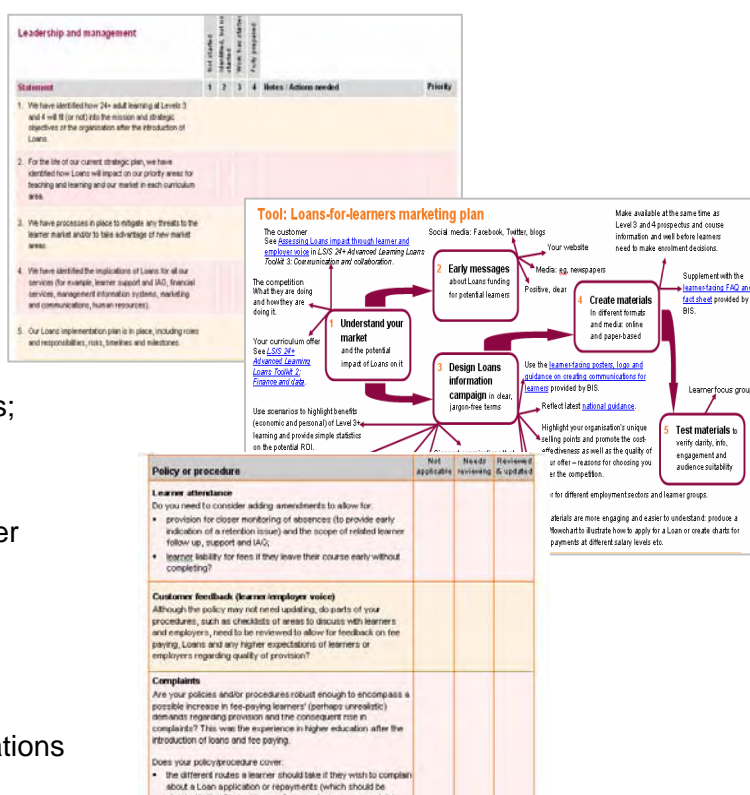 Leadership and management
Not started
Identified, but not started
Work has started
Fully prepared
Statement 1 2 3 4 Notes / Actions needed Priority
1. We have identified how 24+ adult learning at Levels 3
and 4 will fit (or not) into the mission and strategic
objectives of the organisation after the introduction of
Loans.
2. For the life of our current strategic plan, we have
identified how Loans will impact on our priority areas for
teaching and learning and our market in each curriculum
area.
3. We have processes in place to mitigate any threats to the
learner market and/or to take advantage of new market
areas.
4. We have identified the implications of Loans for all our
services (for example, learner support and IAG, financial
services, management information systems, marketing
and communications, human resources).
5. Our Loans implementation plan is in place, including roles
and responsibilities, risks, timelines and milestones.
Tool: Loans-for-learners marketing plan
The customer
See Assessing Loans impact through learner and
employer voice in LSIS 24+ Advanced Learning Loans
Toolkit 3: Communication and collaboration.
The competition
What they are doing
and how they are
doing it.
Your curriculum offer
See LSIS 24+
Advanced Learning
Loans Toolkit 2:
Finance and data.
Use scenarios to highlight benefits
(economic and personal) of Level 3+
learning and provide simple statistics
on the potential ROI.
1 Understand your
market
and the potential
impact of Loans on it
Social media: Facebook, Twitter, blogs
Your website
Media: eg, newspapers
Positive, clear
2 Early messages
about Loans funding
for potential learners
3 Design Loans
information
campaign in clear,
jargon-free terms
Make available at the same time as
Level 3 and 4 prospectus and course
information and well before learners
need to make enrolment decisions.
4 Create materials
In different formats
and media: online
and paper-based
Supplement with the
learner-facing FAQ and
fact sheet provided by
BIS.
Use the learner-facing posters, logo and
guidance on creating communications for
learners provided by BIS.
Reflect latest national guidance.
Highlight your organisation's unique
selling points and promote the cost-
effectiveness as well as the quality of
ur offer – reasons for choosing you
er the competition.
r for different employment sectors and learner groups.
aterials are more engaging and easier to understand: produce a
flowchart to illustrate how to apply for a Loan or create charts for
payments at different salary levels etc.
Learner focus grou
5 Test materials to
verify clarity, info,
engagement and
audience suitability
s;
er
ations
Policy or procedure Not applicable Needs reviewing Reviewed & updated
Learner attendance
Do you need to consider adding amendments to allow for:
• provision for closer monitoring of absences (to provide early
indication of a retention issue) and the scope of related learner
follow up, support and IAG;
• learner liability for fees if they leave their course early without
completing?
Customer feedback (learner/employer voice)
Although the policy may not need updating, do parts of your
procedures, such as checklists of areas to discuss with learners
and employers, need to be reviewed to allow for feedback on fee
paying, Loans and any higher expectations of learners or
employers regarding quality of provision?
Complaints
Are your policies and/or procedures robust enough to encompass a
possible increase in fee-paying learners' (perhaps unrealistic)
demands regarding provision and the consequent rise in
complaints? This was the experience in higher education after the
introduction of loans and fee paying.
Does your policy/procedure cover:
• the different routes a learner should take if they wish to complain
about a Loan application or repayments (which should be